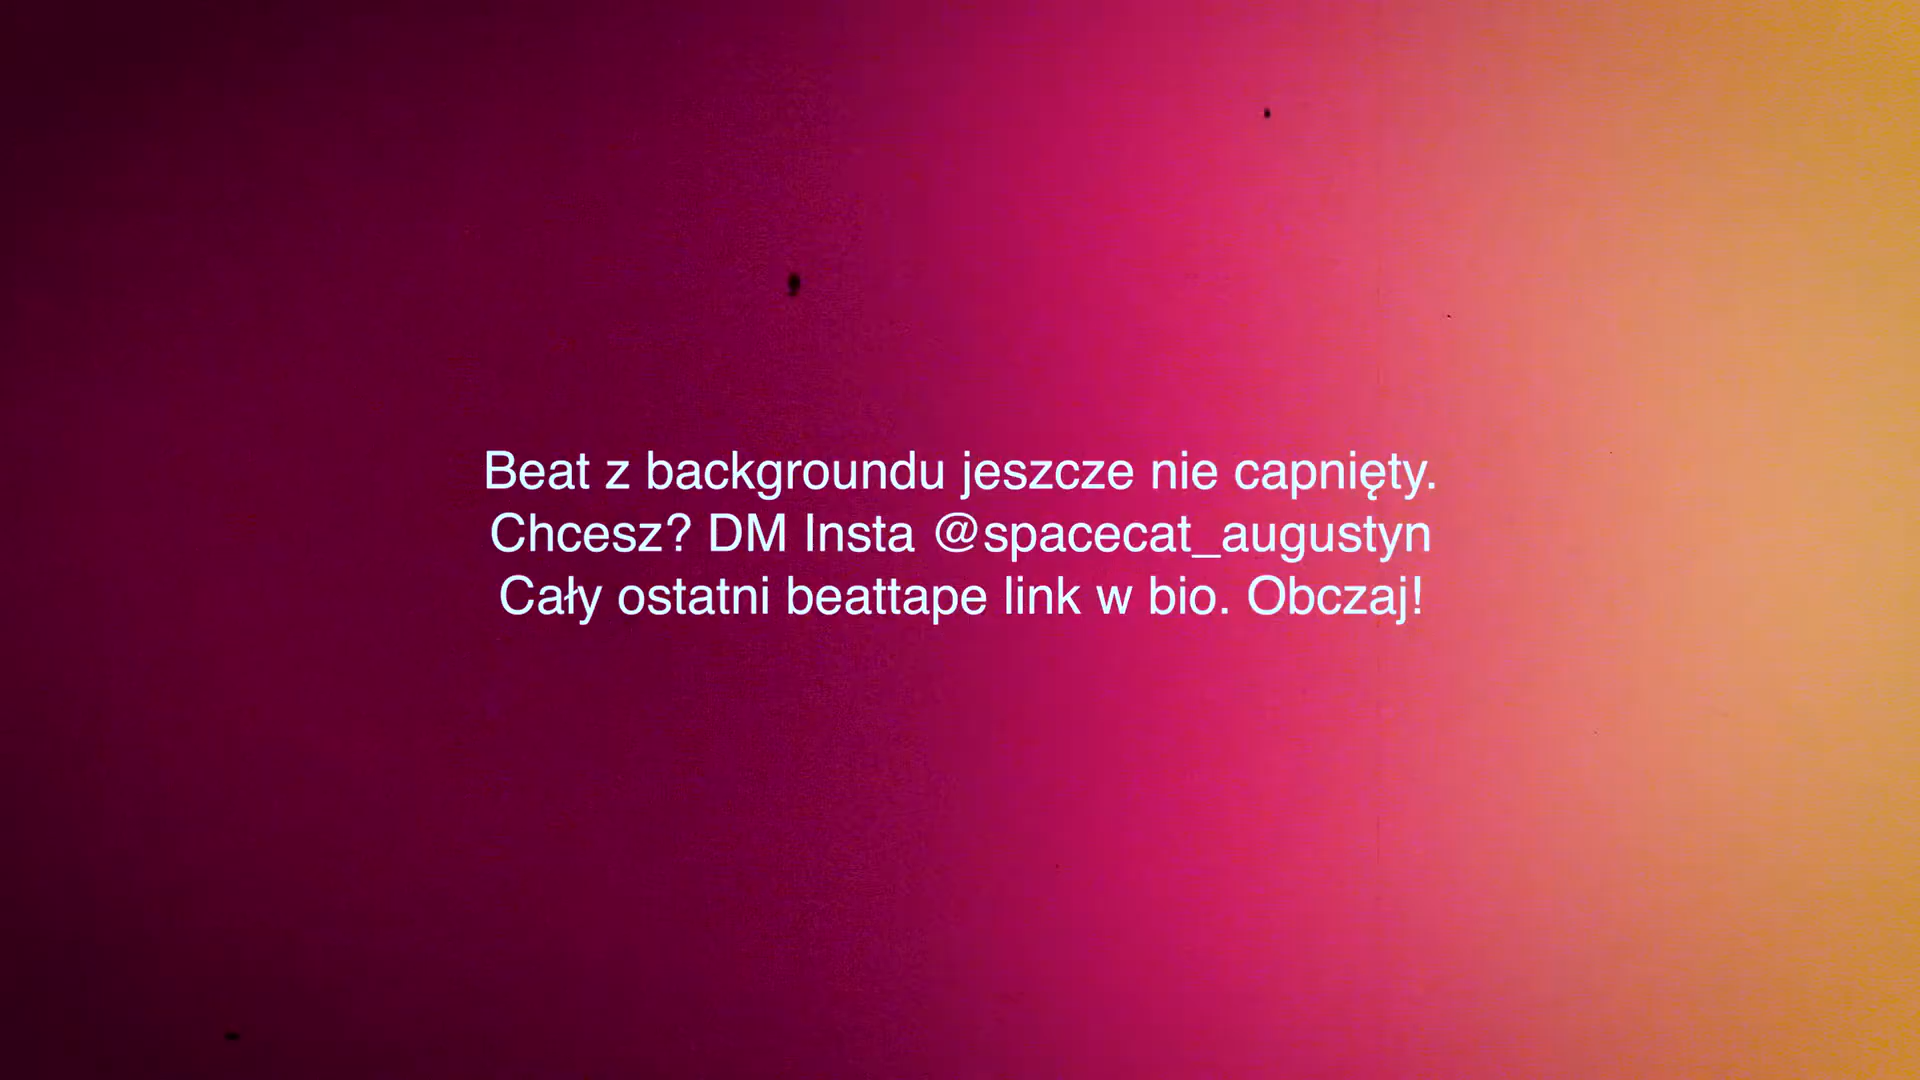 Beat z backgroundu jeszcze nie capnięty.
Chcesz? DM Insta @spacecat_augustyn
Cały ostatni beattape link w bio. Obczaj!